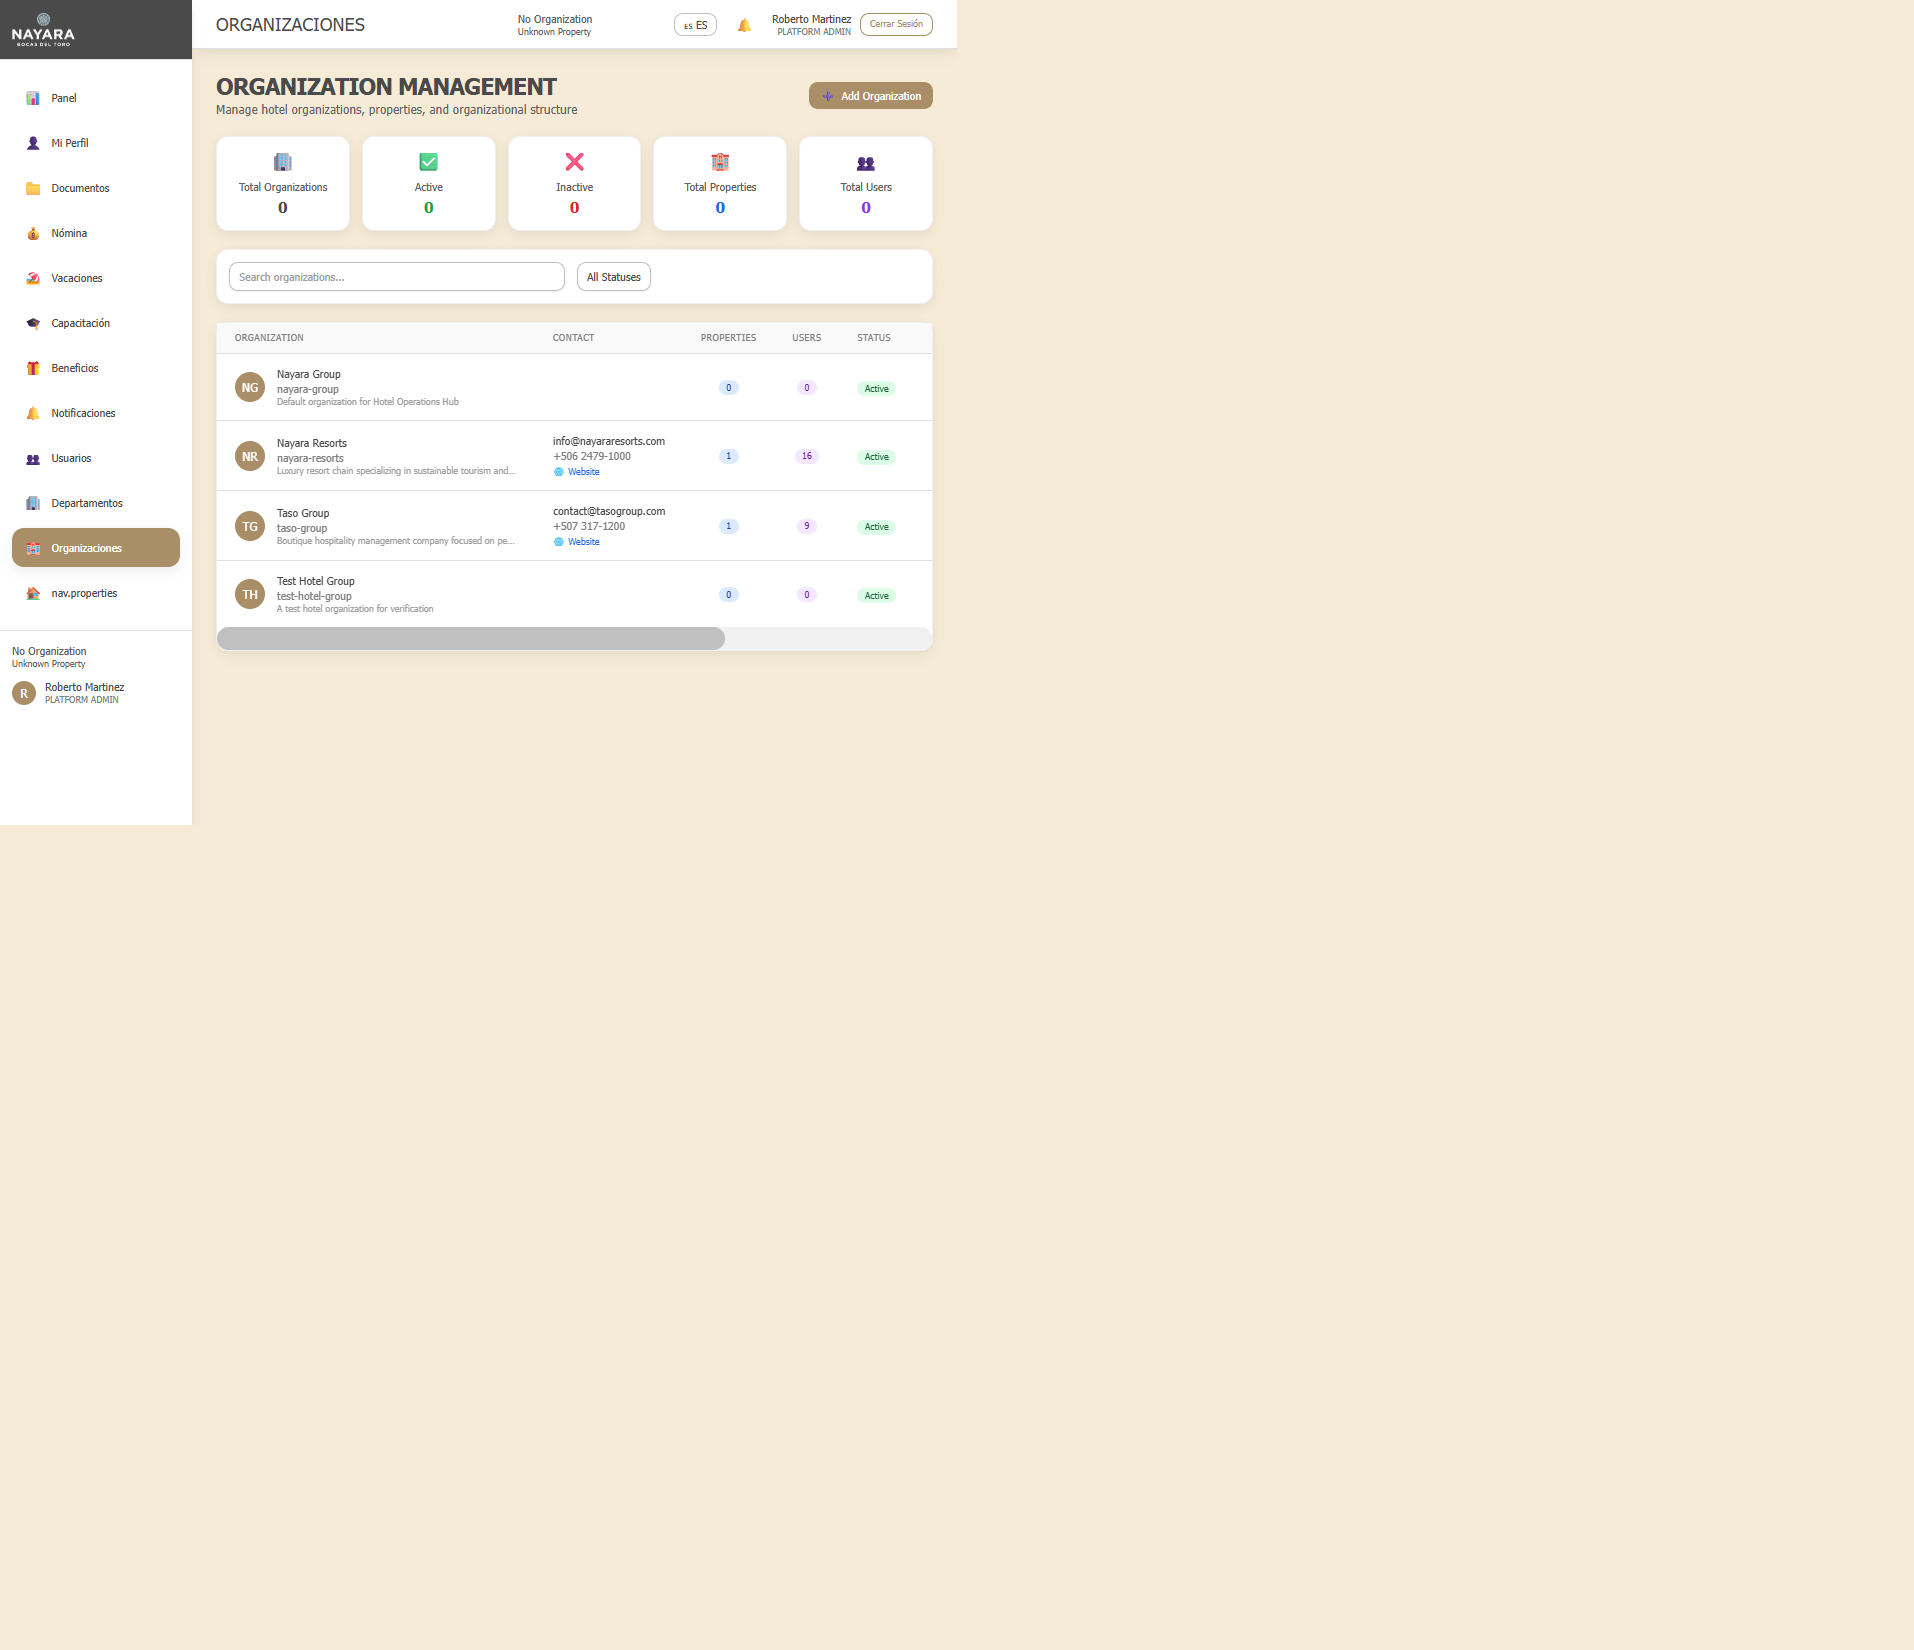 NAYARA
BOCAS DEL TORO
Panel
Mi Perfil
Documentos
Nómina
Vacaciones
Capacitación
Beneficios
Notificaciones
Usuarios
Departamentos
Organizaciones
nav.properties
No Organization
Unknown Property
R
Roberto Martinez
PLATFORM ADMIN
ORGANIZACIONES
No Organization
Unknown Property
ES ES
Roberto Martinez
PLATFORM ADMIN
Cerrar Sesión
ORGANIZATION MANAGEMENT
Manage hotel organizations, properties, and organizational structure
Add Organization
Total Organizations
0
Active
0
Inactive
0
Total Properties
0
Total Users
0
Search organizations...
All Statuses
ORGANIZATION CONTACT PROPERTIES USERS STATUS
NG
Nayara Group
nayara-group
Default organization for Hotel Operations Hub
0
0
Active
NR
Nayara Resorts
nayara-resorts
Luxury resort chain specializing in sustainable tourism and...
info@nayararesorts.com
+506 2479-1000
Website
1
16
Active
TG
Taso Group
taso-group
Boutique hospitality management company focused on pe...
contact@tasogroup.com
+507 317-1200
Website
1
9
Active
TH
Test Hotel Group
test-hotel-group
A test hotel organization for verification
0
0
Active